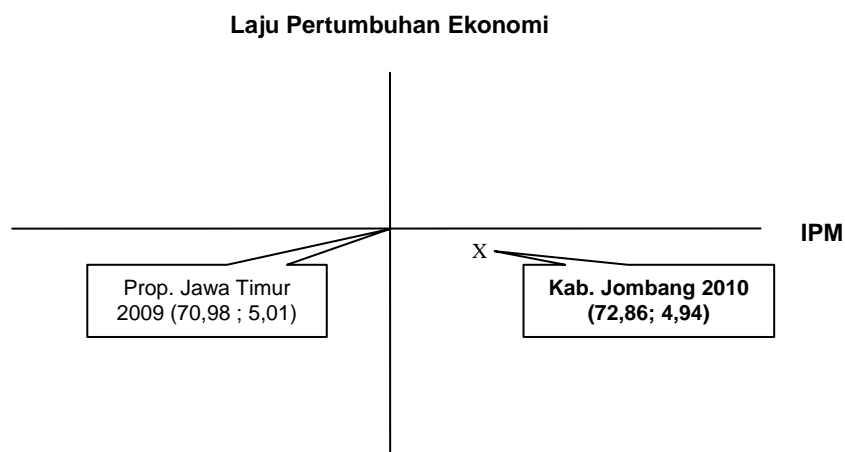 Laju Pertumbuhan Ekonomi
IPM
X
Prop. Jawa Timur
2009 (70,98 ; 5,01)
Kab. Jombang 2010
(72,86; 4,94)